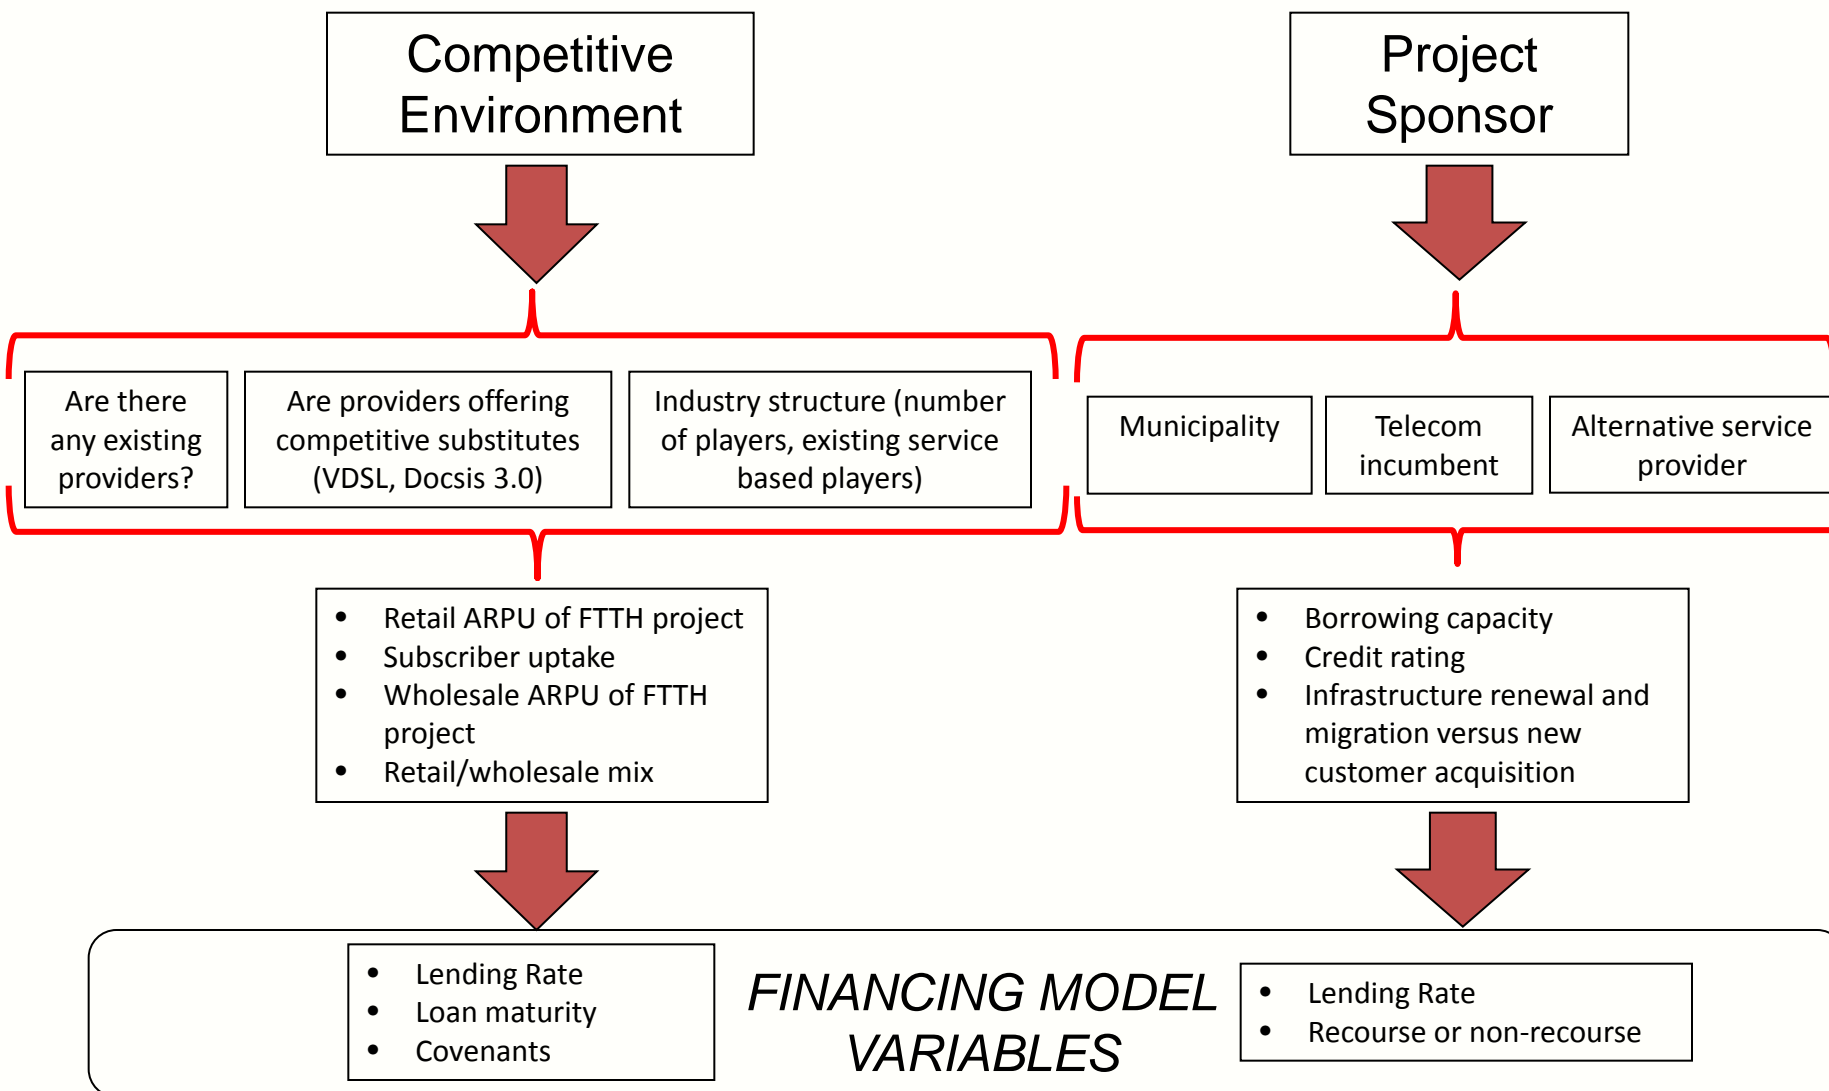 Competitive
Environment
Project
Sponsor
Are there
any existing
providers?
Are providers offering
competitive substitutes
(VDSL, Docsis 3.0)
Industry structure (number
of players, existing service
based players)
Municipality
Telecom
incumbent
Alternative service
provider
• Retail ARPU of FTTH project
• Subscriber uptake
• Wholesale ARPU of FTTH
project
• Retail/wholesale mix
• Borrowing capacity
• Credit rating
• Infrastructure renewal and
migration versus new
customer acquisition
• Lending Rate
• Loan maturity
• Covenants
FINANCING MODEL
VARIABLES
• Lending Rate
• Recourse or non-recourse